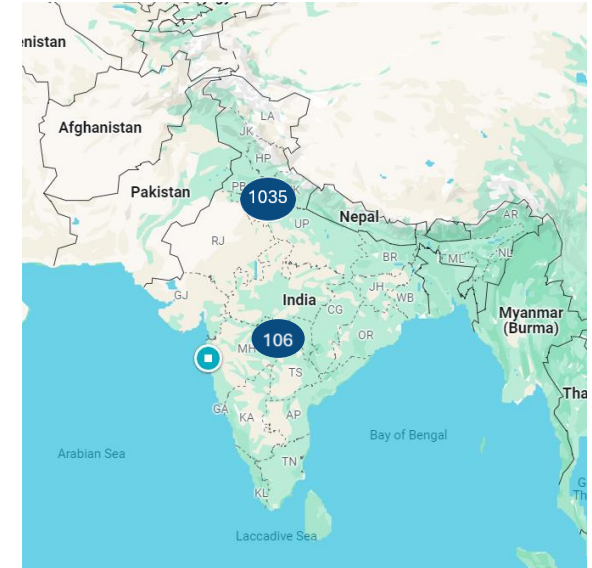 enistan
LA
Afghanistan
JK
HP
Pakistan
PB
K
1035
Nepal
AR
UP
RJ
BR
ML
NL
GJ
India
JH
WB
CG
Myanmar
(Burma)
OR
106
MH
TS
Tha
GA
KA
AP
Arabian Sea
Bay of Bengal
TN
KL
G
Th
Laccadive Sea